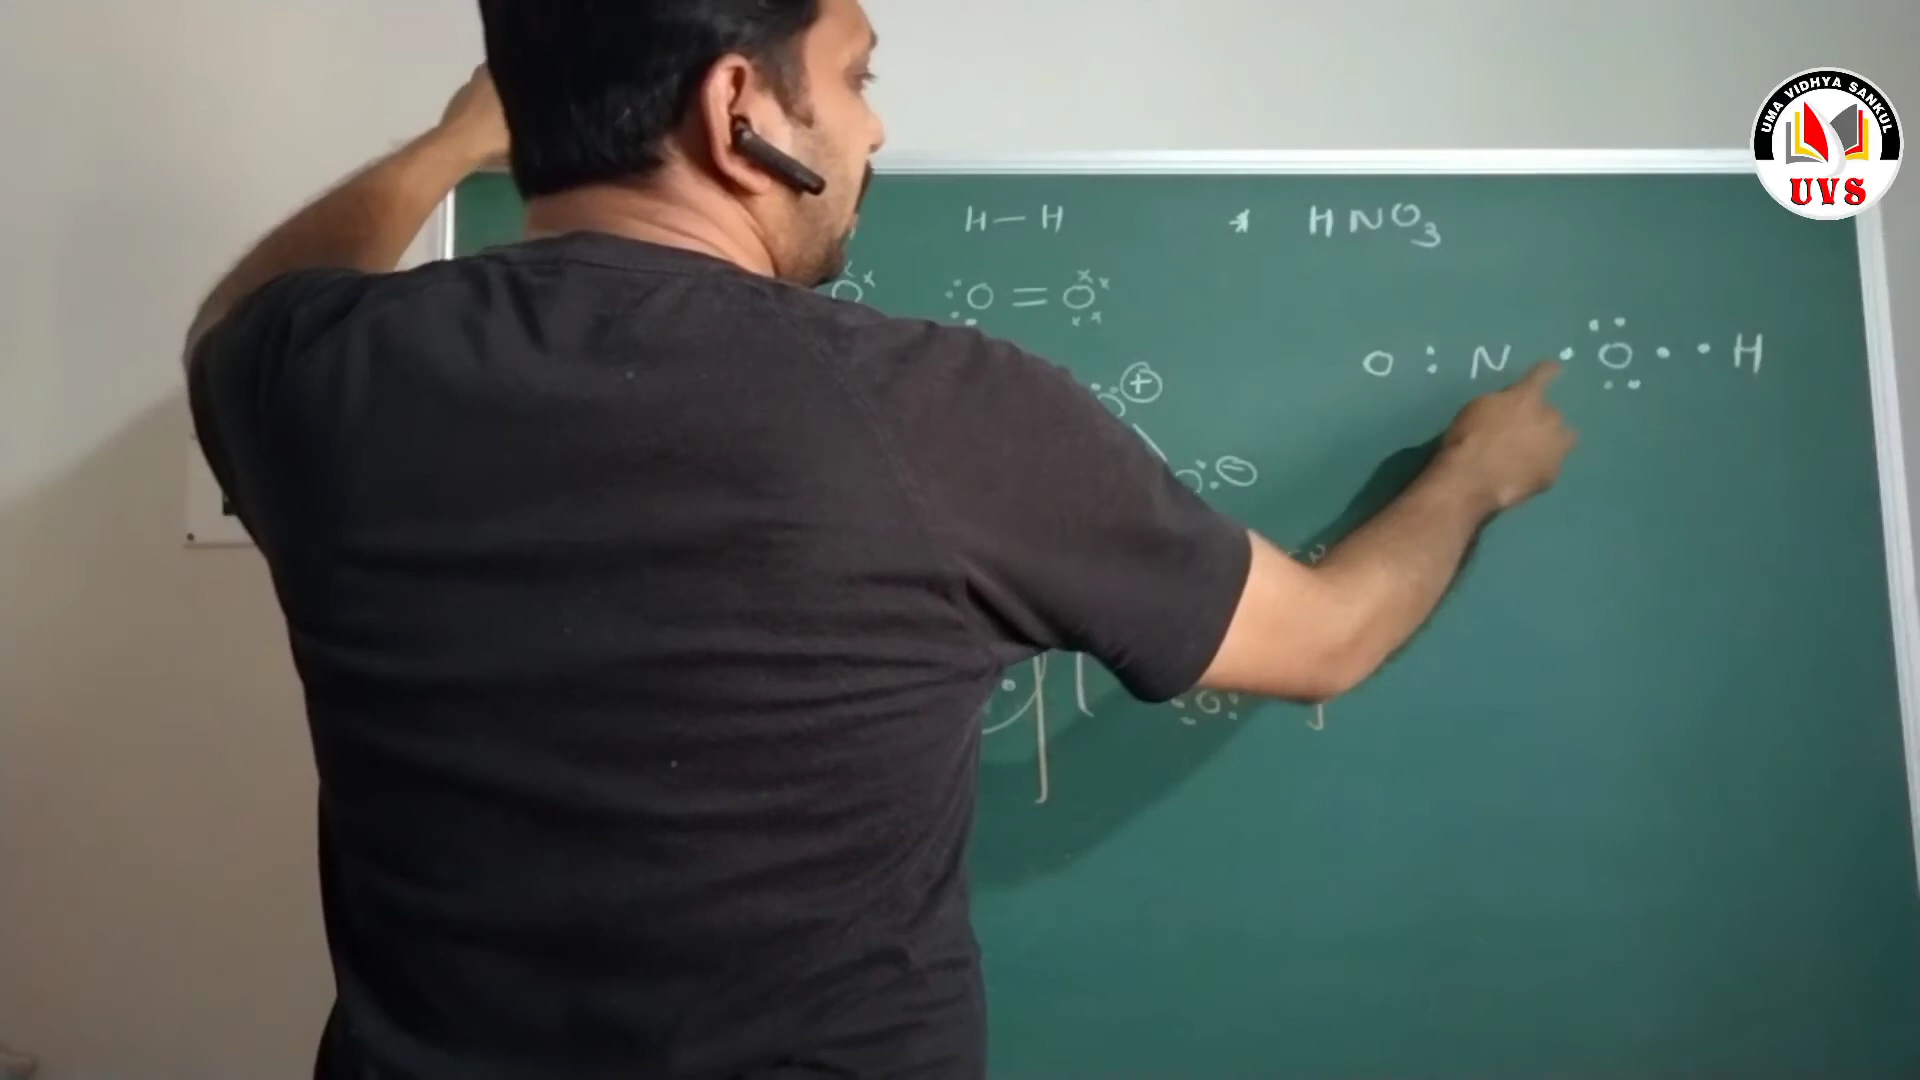 UMA VIDHYA SANKUL
UVS
H — H
* HNO3
O
:O = O
O : N . O . . H
O +
O : -
O